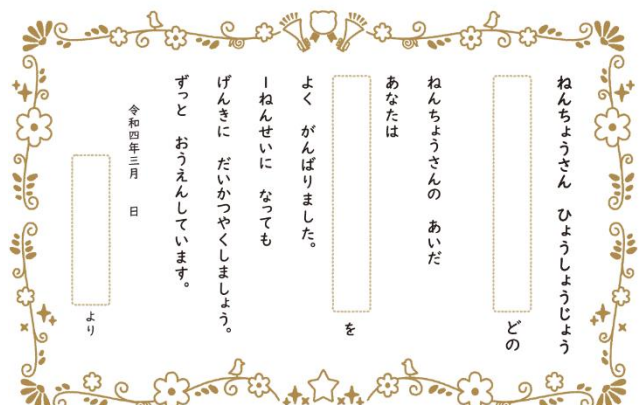 ねんちょうさん ひょうしょうじょう
どの
ねんちょうさんの あいだ
あなたは
を
よく がんばりました。
1ねんせいに なっても
げんきに だいかつやくしましょう。
ずっと おうえんしています。
令和四年三月 日
より